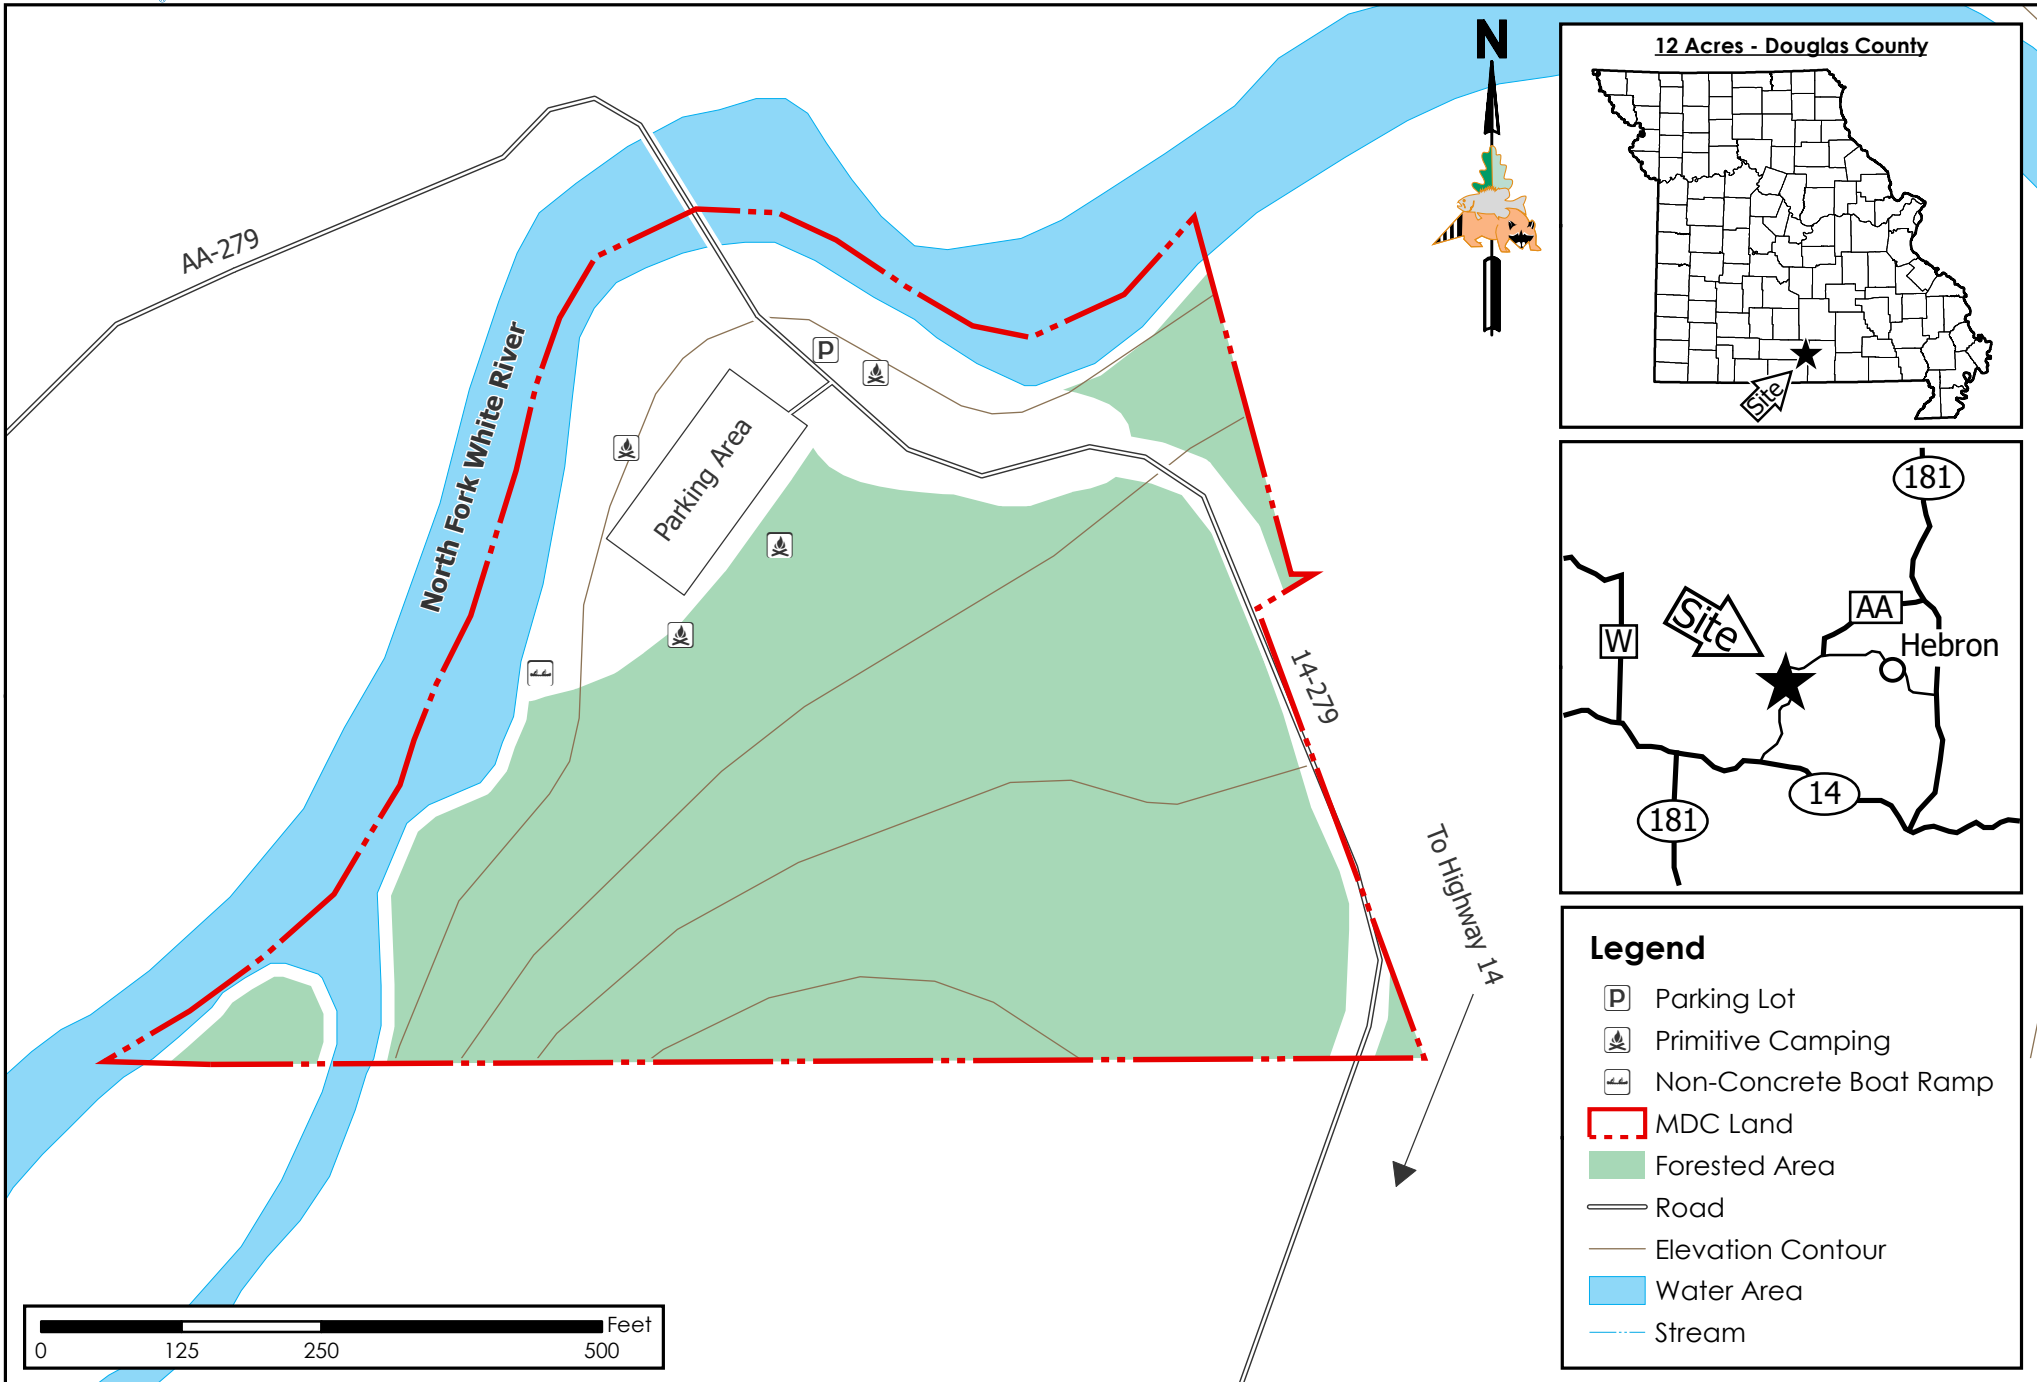 N
AA-279
North Fork White River
P
Parking Area
14-279
To Highway 14
12 Acres - Douglas County
Site
181
AA
Site
W
Hebron
14
181
Legend
P Parking Lot
Primitive Camping
Non-Concrete Boat Ramp
MDC Land
Forested Area
Road
Elevation Contour
Water Area
Stream
Feet
0 125 250 500